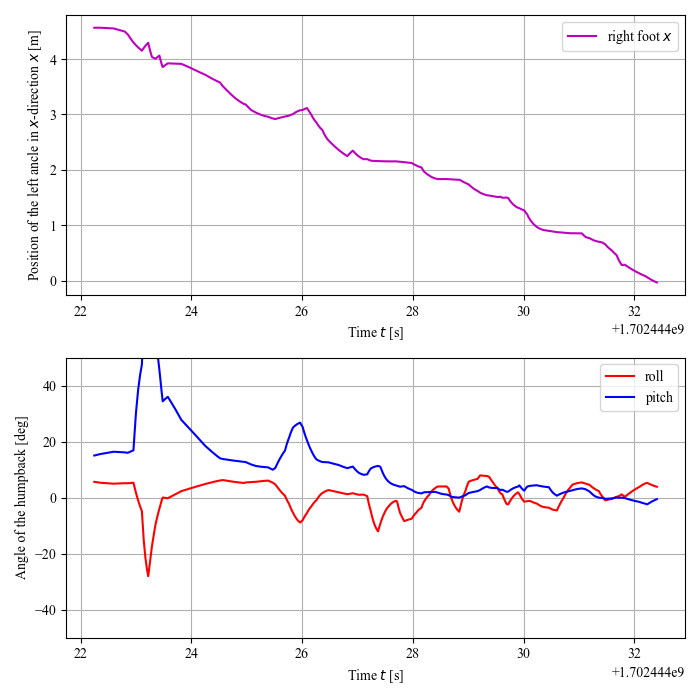 Position of the left ancle in x-direction x [m]
4
3
2
1
0
right foot x
22
24
26
28
30
32
+1.702444e9
Time t [s]
Angle of the humpback [deg]
40
20
0
−20
−40
roll
pitch
22
24
26
28
30
32
+1.702444e9
Time t [s]